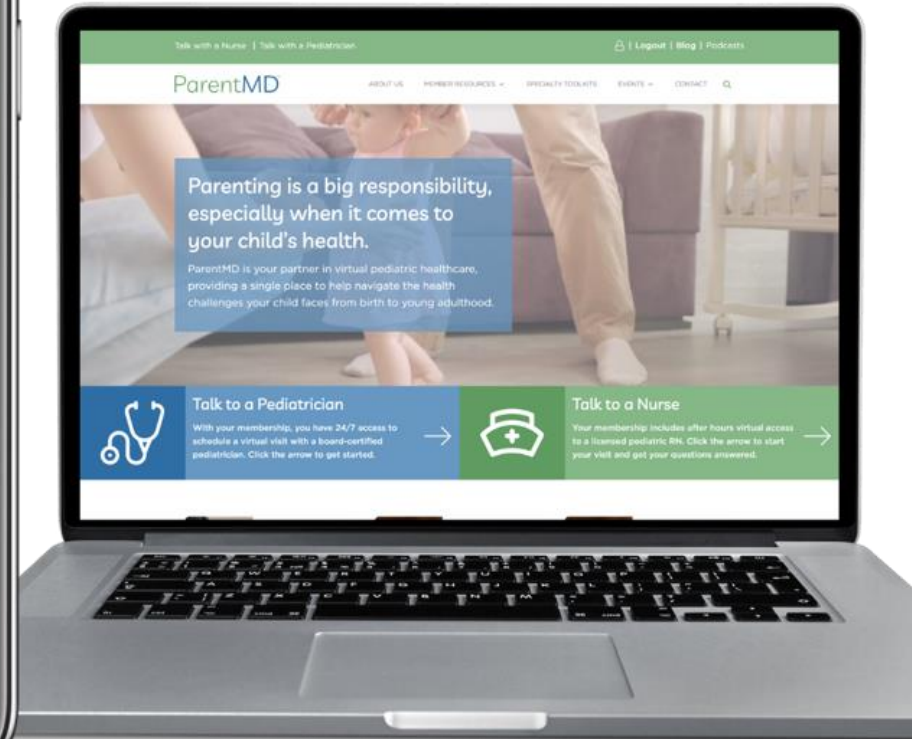 Talk with a Nurse | Talk with a Pediatrician
| Logout | Blog | Podcasts
ParentMD
ABOUT US MEMBER RESOURCES SPECIALTY TOOLKITS EVENTS CONTACT
Parenting is a big responsibility,
especially when it comes to
your child's health.
ParentMD is your partner in virtual pediatric healthcare,
providing a single place to help navigate the health
challenges your child faces from birth to young adulthood.
Talk to a Pediatrician
With your membership, you have 24/7 access to
schedule a virtual visit with a board-certified
pediatrician. Click the arrow to get started.
Talk to a Nurse
Your membership includes after hours virtual access
to a licensed pediatric RN. Click the arrow to start
your visit and get your questions answered.